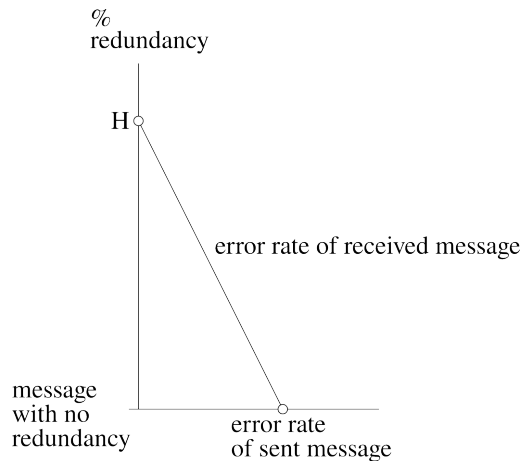 %
redundancy
H
error rate of received message
message
with no
redundancy
error rate
of sent message